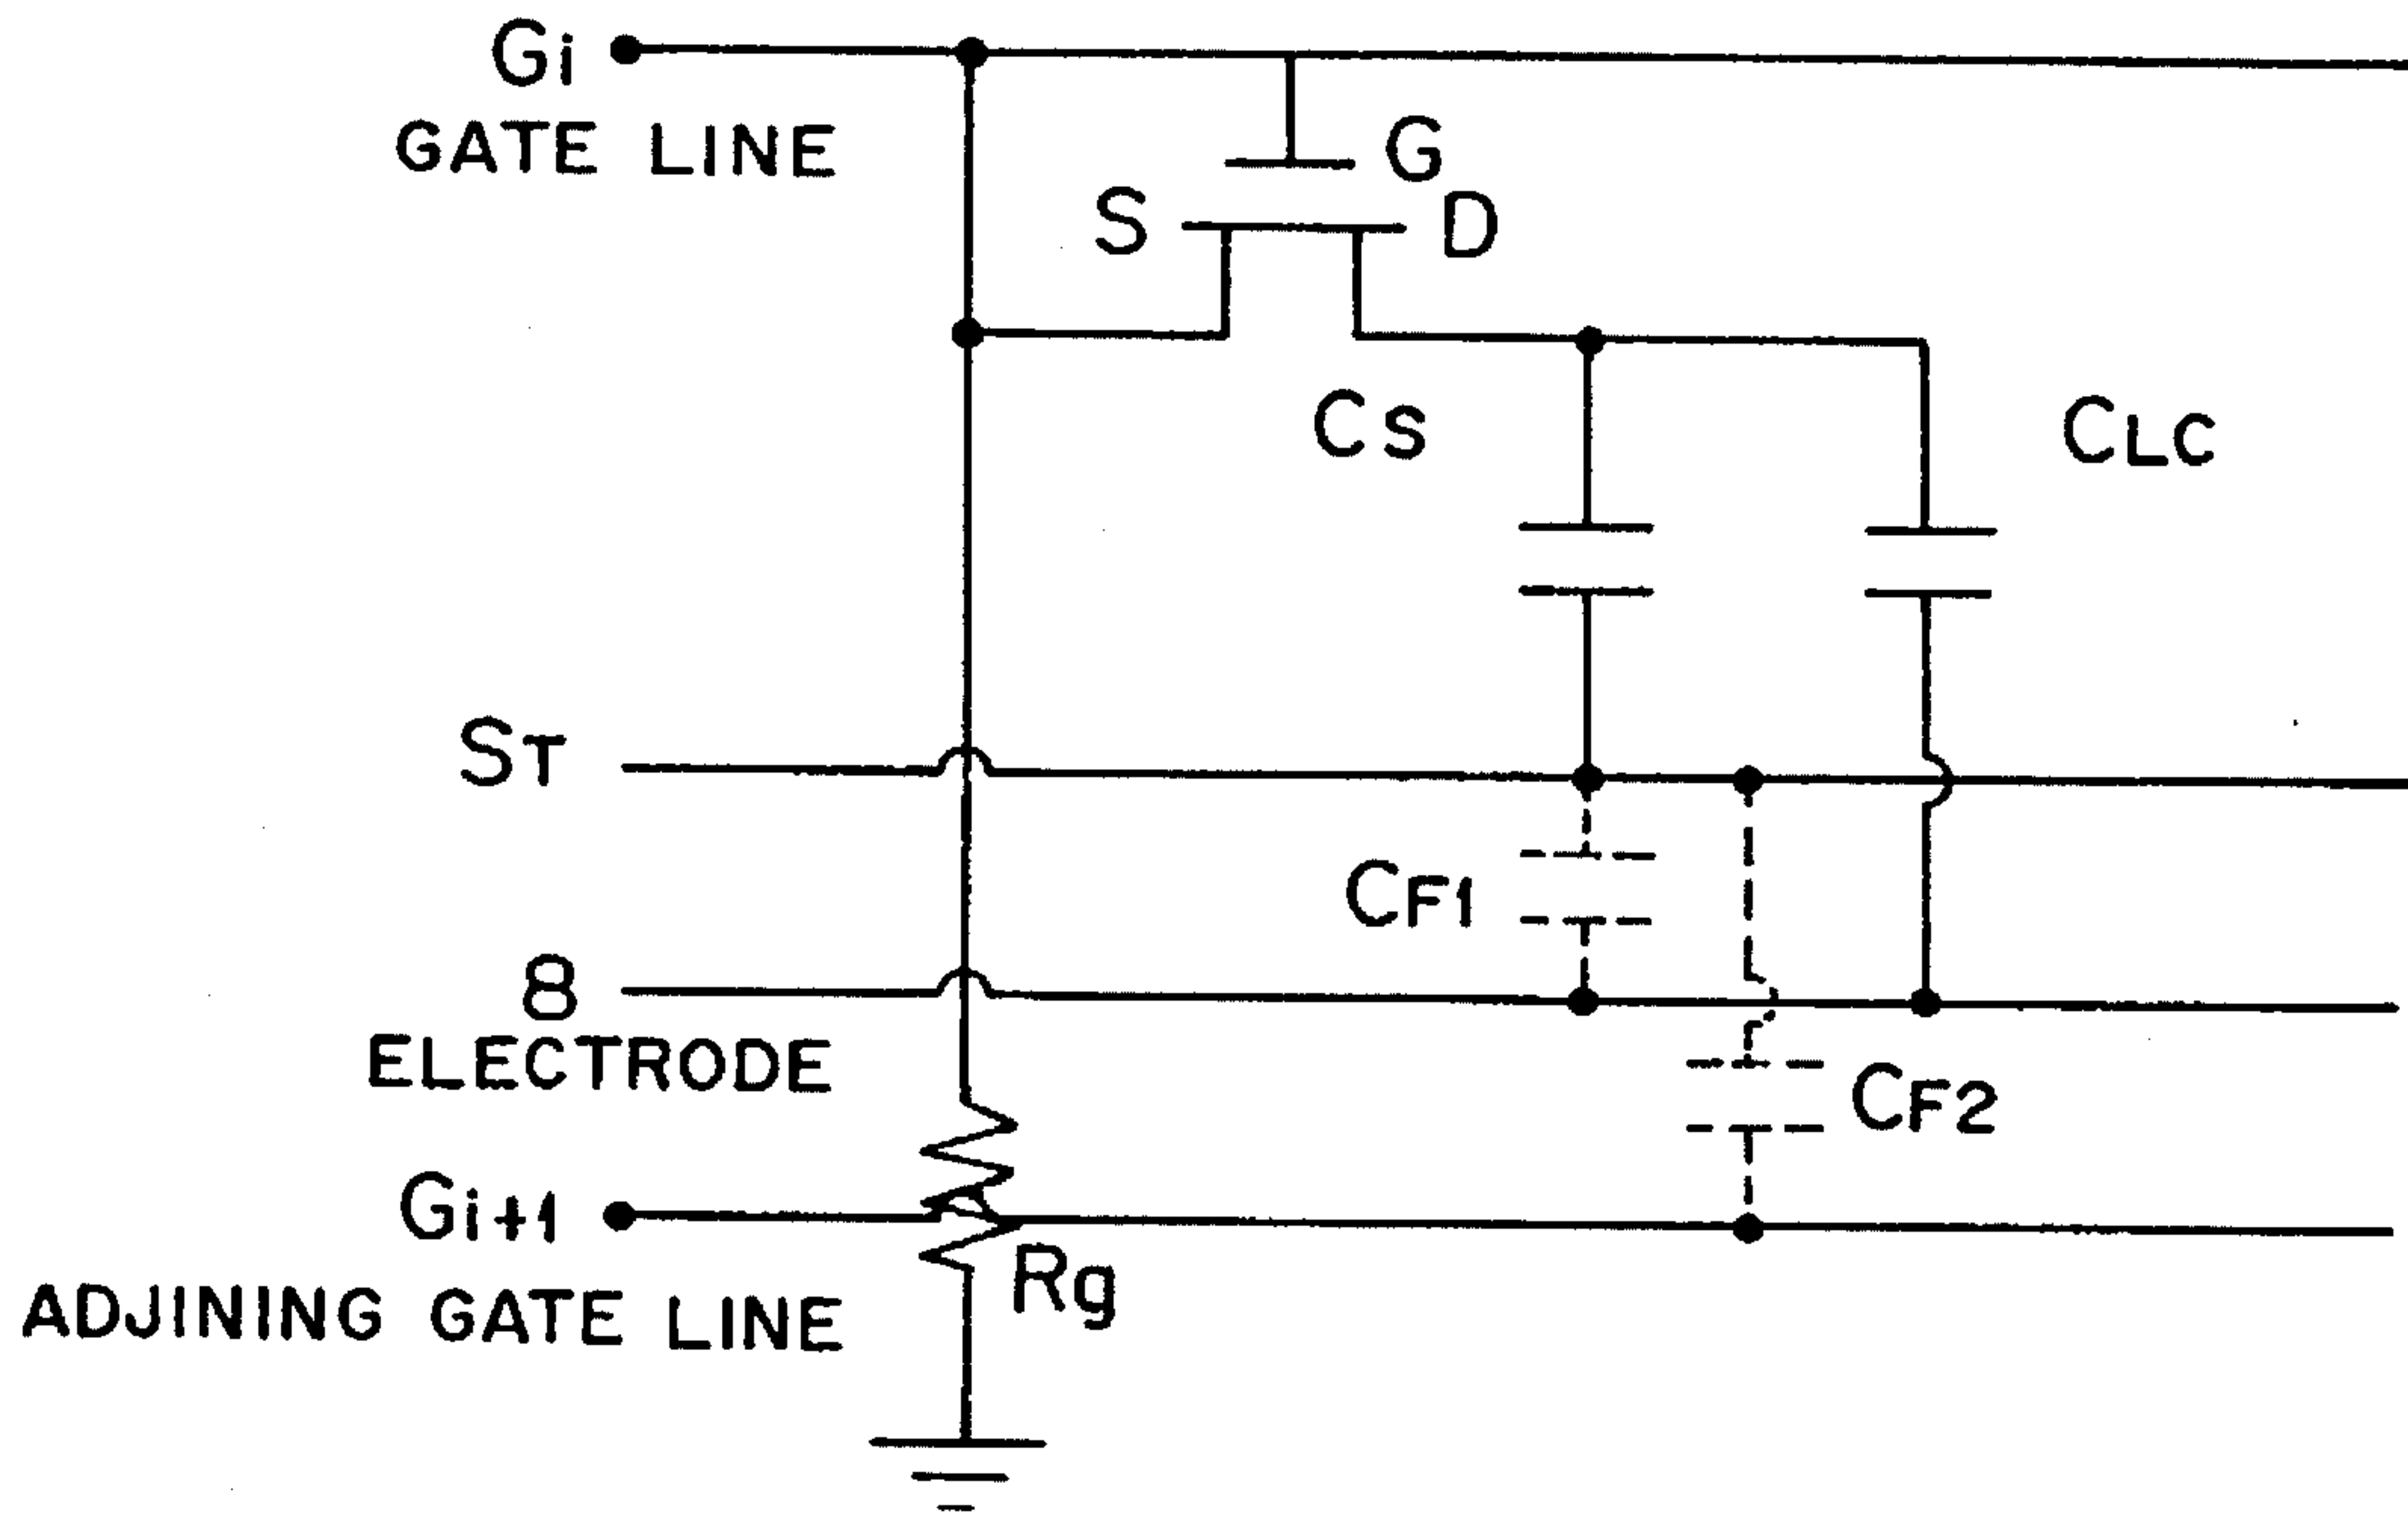 Gi
GATE LINE
G
S
D
Cs
CLC
ST
CF1
8
ELECTRODE
CF2
Gi+1
Rg
ADJINING GATE LINE